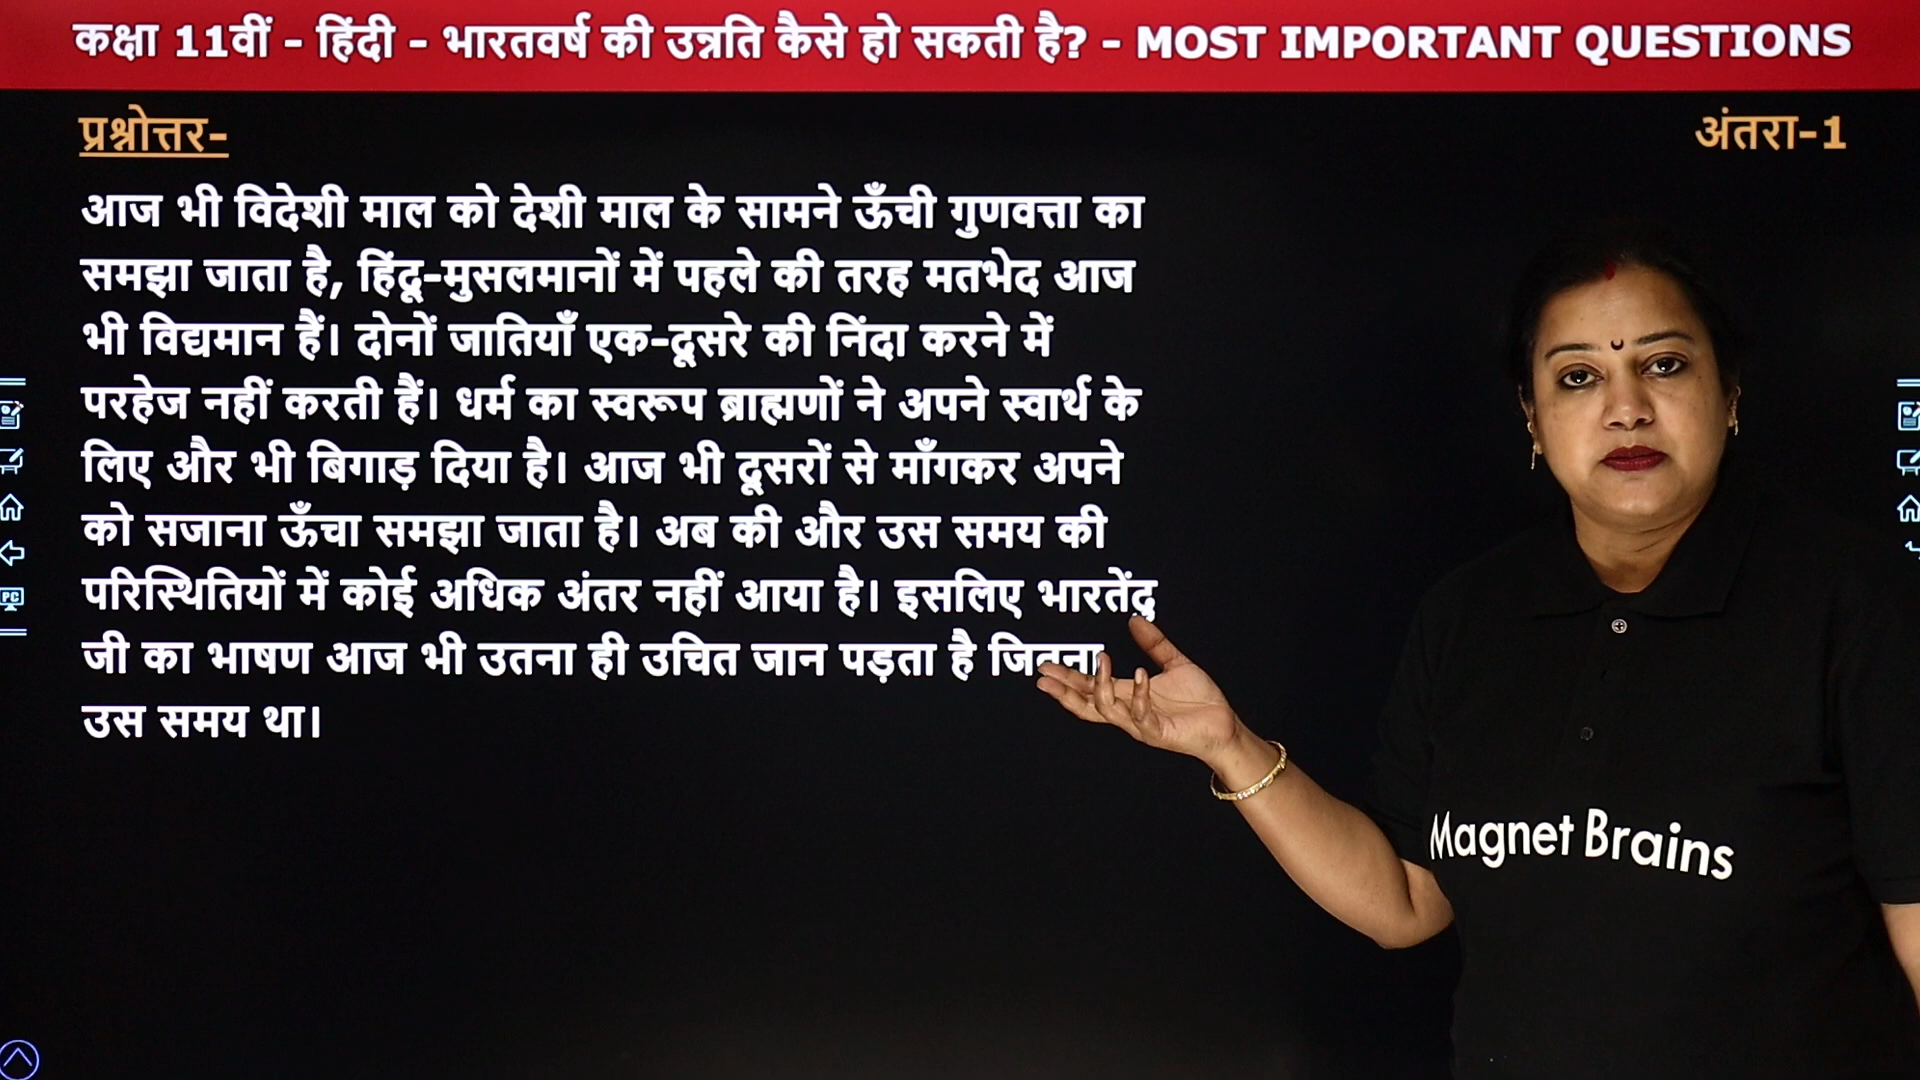 कक्षा 11वीं - हिंदी - भारतवर्ष की उन्नति कैसे हो सकती है? - MOST IMPORTANT QUESTIONS
प्रश्नोत्तर-
अंतरा-1
आज भी विदेशी माल को देशी माल के सामने ऊँची गुणवत्ता का
समझा जाता है, हिंदू-मुसलमानों में पहले की तरह मतभेद आज
भी विद्यमान हैं। दोनों जातियाँ एक-दूसरे की निंदा करने में
परहेज नहीं करती हैं। धर्म का स्वरूप ब्राह्मणों ने अपने स्वार्थ के
लिए और भी बिगाड़ दिया है। आज भी दूसरों से माँगकर अपने
को सजाना ऊँचा समझा जाता है। अब की और उस समय की
परिस्थितियों में कोई अधिक अंतर नहीं आया है। इसलिए भारतेंदु
जी का भाषण आज भी उतना ही उचित जान पड़ता है जितना
उस समय था।
PC
Magnet Brains